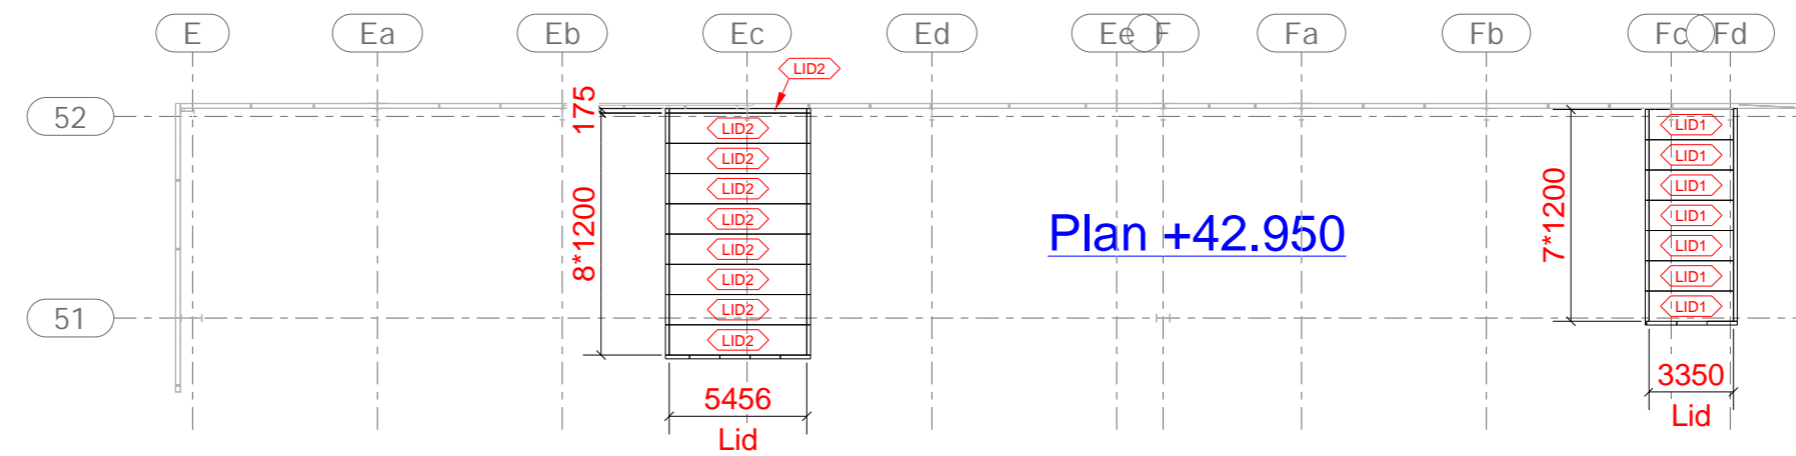 E Ea Eb Ec Ed Ee F Fa Fb Fc Fd
LID2
52
175
LID2
LID1
LID2
LID1
LID2
LID1
8*1200
LID2
Plan +42.950
7*1200
LID1
LID2
LID1
LID2
LID1
51
LID2
LID1
LID2
5456
3350
Lid
Lid